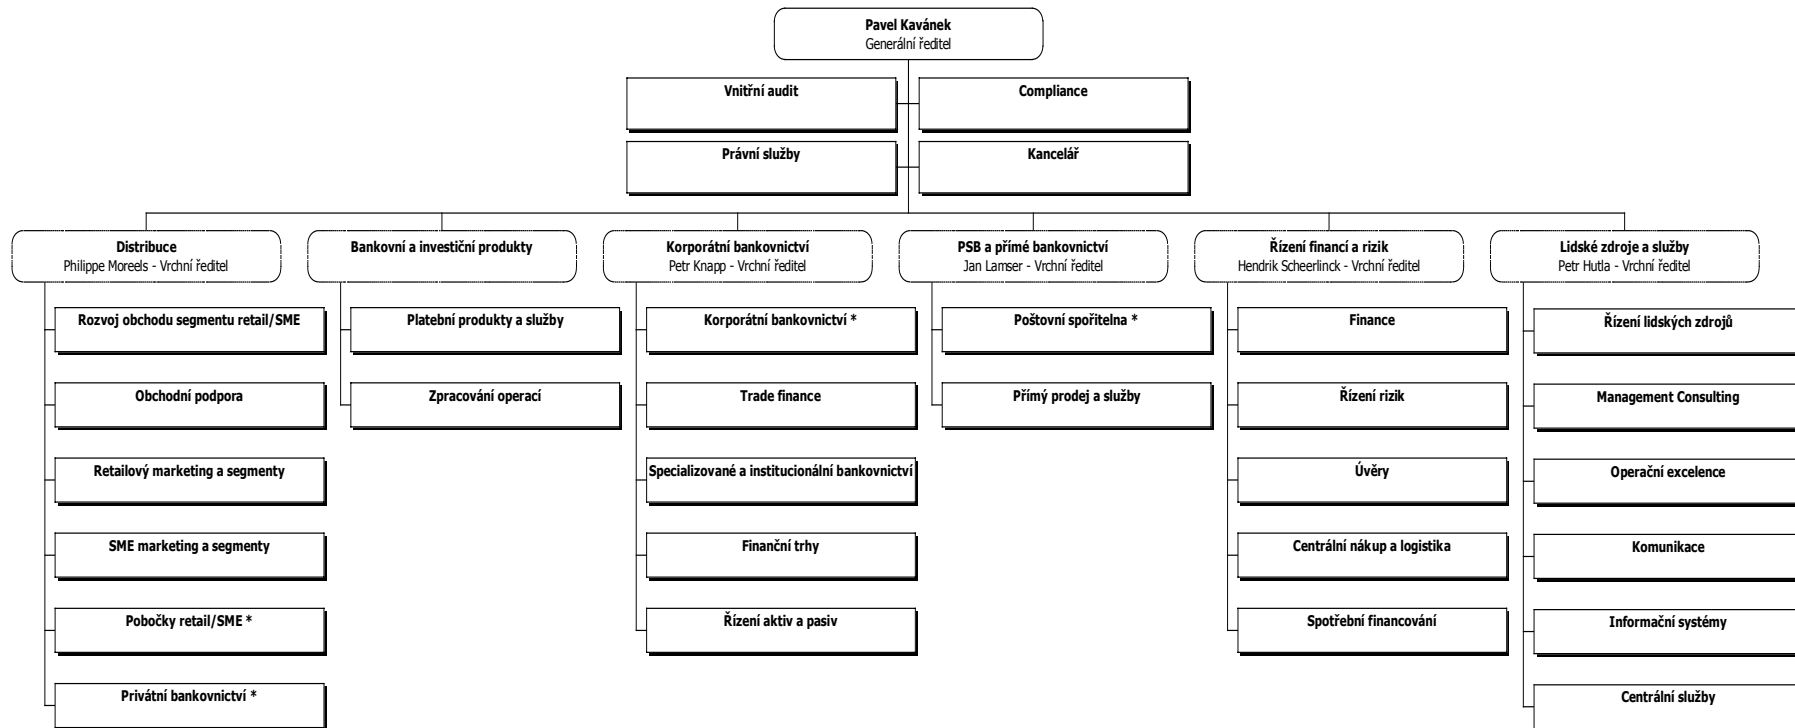 Pavel Kavánek
Generální ředitel
Vnitřní audit
Compliance
Právní služby
Kancelář
Distribuce
Philippe Moreels - Vrchní ředitel
Bankovní a investiční produkty
Korporátní bankovnictví
Petr Knapp - Vrchní ředitel
PSB a přímé bankovnictví
Jan Lamser - Vrchní ředitel
Řízení financí a rizik
Hendrik Scheerlinck - Vrchní ředitel
Lidské zdroje a služby
Petr Hutla - Vrchní ředitel
Rozvoj obchodu segmentu retail/SME
Obchodní podpora
Retailový marketing a segmenty
SME marketing a segmenty
Pobočky retail/SME *
Privátní bankovnictví *
Platební produkty a služby
Zpracování operací
Korporátní bankovnictví *
Trade finance
Specializované a institucionální bankovnictví
Finanční trhy
Řízení aktiv a pasiv
Poštovní spořitelna *
Přímý prodej a služby
Finance
Řízení rizik
Úvěry
Centrální nákup a logistika
Spotřební financování
Řízení lidských zdrojů
Management Consulting
Operační excelence
Komunikace
Informační systémy
Centrální služby